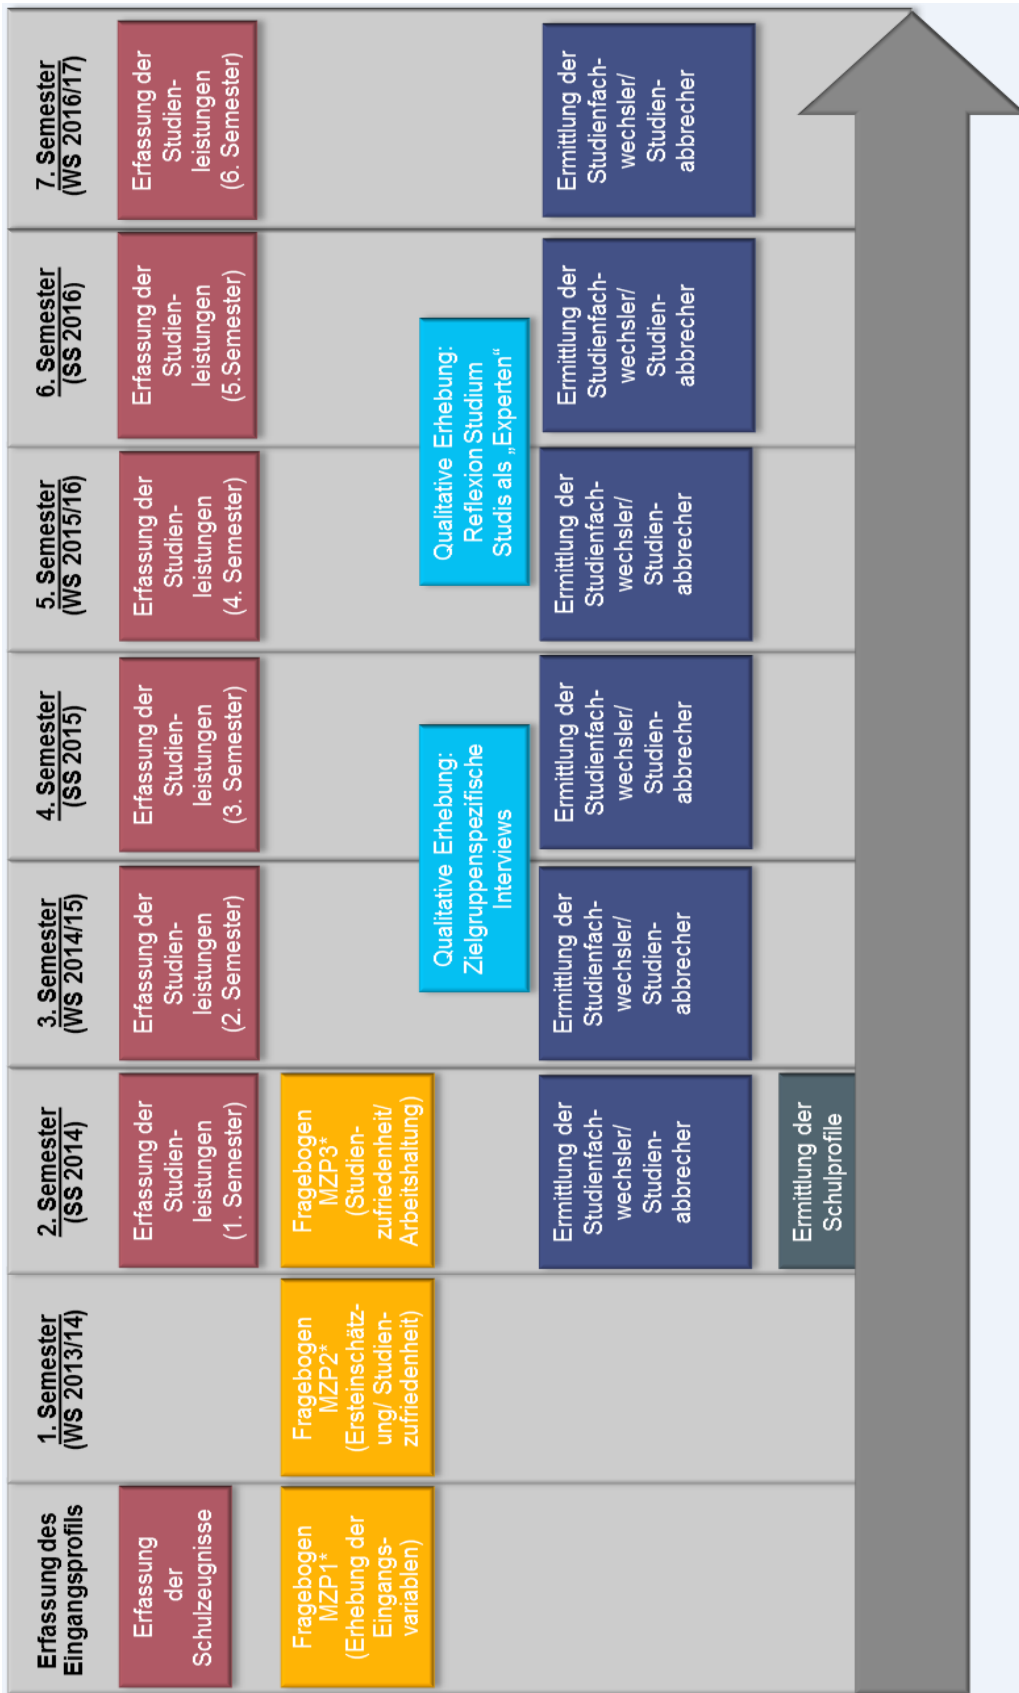 Erfassung des
Eingangsprofils
Erfassung
der
Schulzeugnisse
Fragebogen
MZP1*
(Erhebung der
Eingangs-
variablen)
1. Semester
(WS 2013/14)
Fragebogen
MZP2*
(Ersteinschätz-
ung/ Studien-
zufriedenheit)
2. Semester
(SS 2014)
Erfassung der
Studien-
leistungen
(1. Semester)
Fragebogen
MZP3*
(Studien-
zufriedenheit/
Arbeitshaltung)
Ermittlung der
Studienfach-
wechsler/
Studien-
abbrecher
Ermittlung der
Schulprofile
3. Semester
(WS 2014/15)
Erfassung der
Studien-
leistungen
(2. Semester)
Qualitative Erhebung:
Zielgruppenspezifische
Interviews
Ermittlung der
Studienfach-
wechsler/
Studien-
abbrecher
4. Semester
(SS 2015)
Erfassung der
Studien-
leistungen
(3. Semester)
Ermittlung der
Studienfach-
wechsler/
Studien-
abbrecher
5. Semester
(WS 2015/16)
Erfassung der
Studien-
leistungen
(4. Semester)
Qualitative Erhebung:
Reflexion Studium
Studis als „Experten“
Ermittlung der
Studienfach-
wechsler/
Studien-
abbrecher
6. Semester
(SS 2016)
Erfassung der
Studien-
leistungen
(5.Semester)
Ermittlung der
Studienfach-
wechsler/
Studien-
abbrecher
7. Semester
(WS 2016/17)
Erfassung der
Studien-
leistungen
(6. Semester)
Ermittlung der
Studienfach-
wechsler/
Studien-
abbrecher